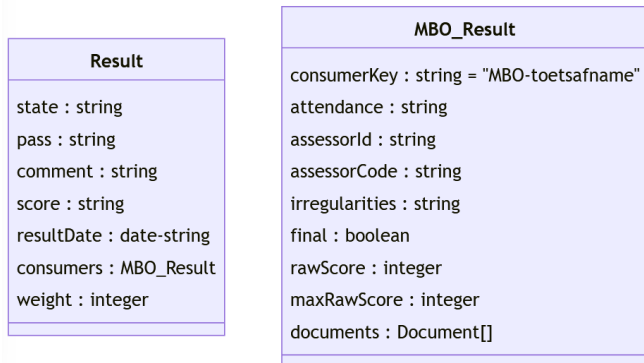 Result
state : string
pass : string
comment : string
score : string
resultDate : date-string
consumers : MBO_Result
weight : integer
MBO_Result
consumerKey : string = "MBO-toetsafname"
attendance : string
assessorId : string
assessorCode : string
irregularities : string
final : boolean
rawScore : integer
maxRawScore : integer
documents : Document[]